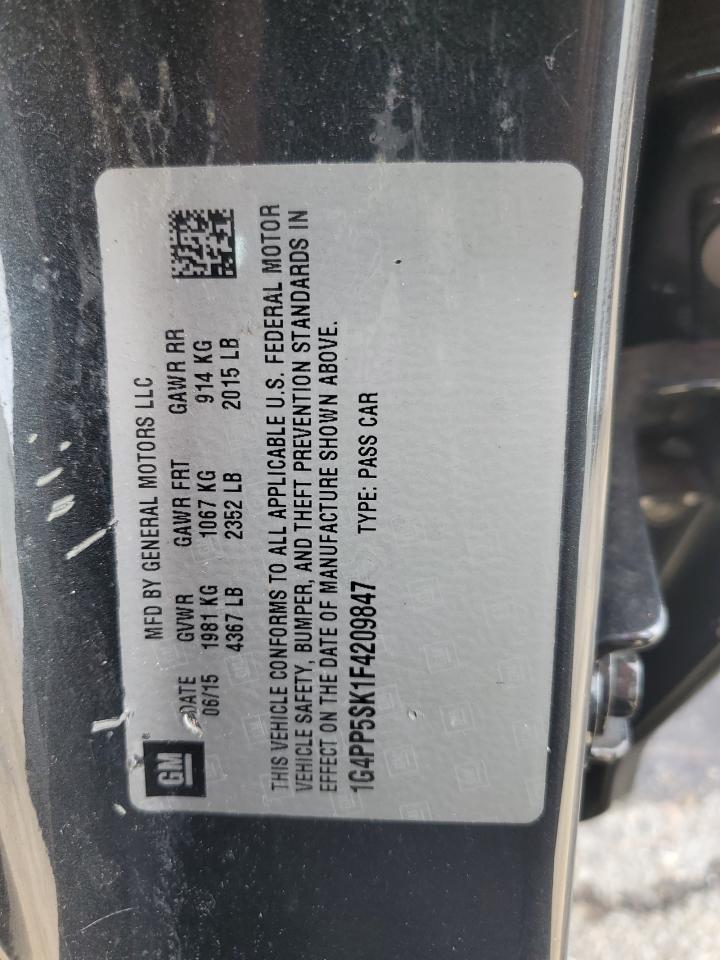 GM
MFD BY GENERAL MOTORS LLC
DATE GVWR GAWR FRT GAWR RR
06/15 1981 KG 1067 KG 914 KG
4367 LB 2352 LB 2015 LB
THIS VEHICLE CONFORMS TO ALL APPLICABLE U.S. FEDERAL MOTOR
VEHICLE SAFETY, BUMPER, AND THEFT PREVENTION STANDARDS IN
EFFECT ON THE DATE OF MANUFACTURE SHOWN ABOVE.
1G4PP5SK1F4209847 TYPE: PASS CAR